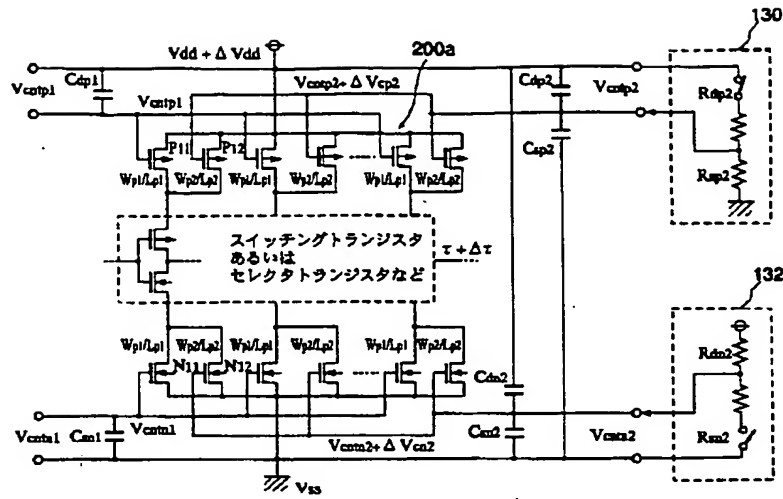 130
Vdd + Δ Vdd
200a
Cdp1
Vcntp1
Vcntp1
Vcntp2+ Δ Vcp2
Cdp2
Vcntp2
Rdp2
Csp2
Rsp2
P11
P12
Wp1/Lp1
Wp2/Lp2
Wp1/Lp1
Wp2/Lp2
Wp1/Lp1
Wp2/Lp2
スイッチングトランジスタ
あるいは
セレクタトランジスタなど
τ + Δ τ
132
Wp1/Lp1
Wp2/Lp2
Wp1/Lp1
Wp2/Lp2
Wp1/Lp1
Wp2/Lp2
N11
N12
Cdn2
Rdn2
Vcntn1
Csn1
Vcntn1
Vcntn2+ Δ Vcn2
Csn2
Vcntn2
Rsn2
Vss